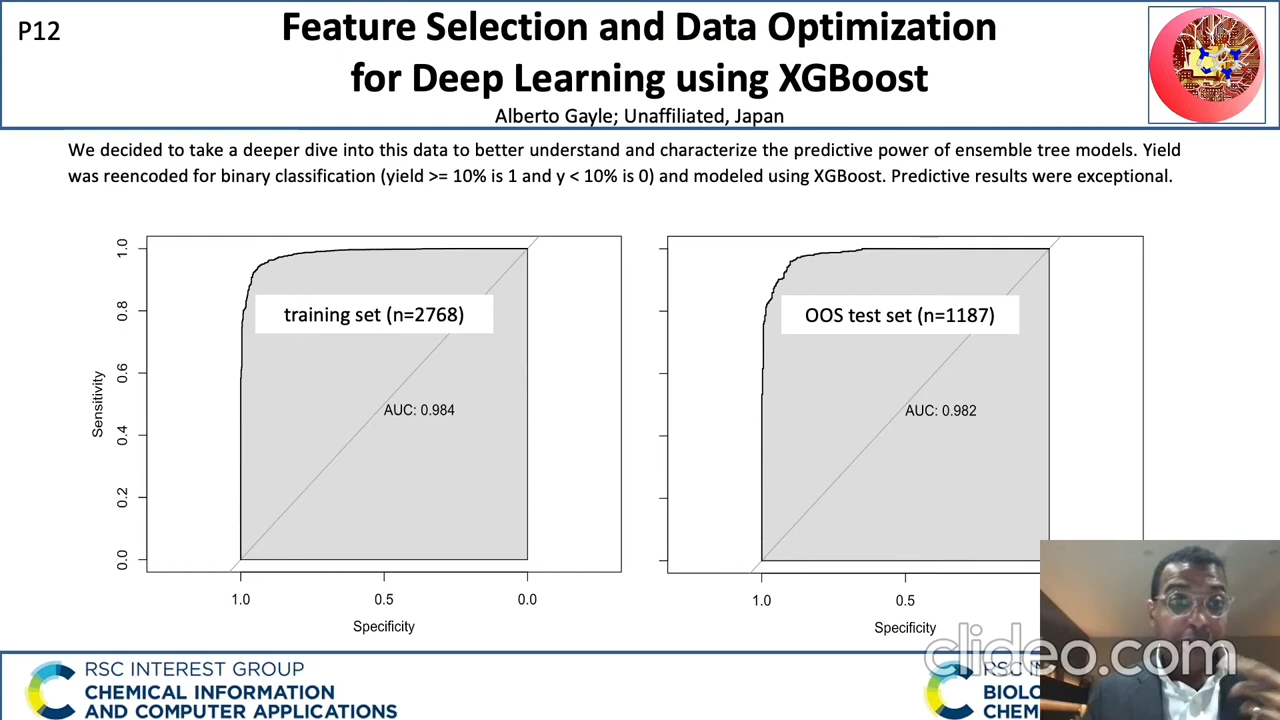 P12
Feature Selection and Data Optimization
for Deep Learning using XGBoost
Alberto Gayle; Unaffiliated, Japan
We decided to take a deeper dive into this data to better understand and characterize the predictive power of ensemble tree models. Yield
was reencoded for binary classification (yield >= 10% is 1 and y < 10% is 0) and modeled using XGBoost. Predictive results were exceptional.
1.0
0.8
0.6
0.4
0.2
0.0
Sensitivity
training set (n=2768)
AUC: 0.984
1.0 0.5 0.0
Specificity
OOS test set (n=1187)
AUC: 0.982
1.0 0.5
Specificity
clideo.com
RSC INTEREST GROUP
CHEMICAL INFORMATION
AND COMPUTER APPLICATIONS
RSC IN
BIOLO
CHEM